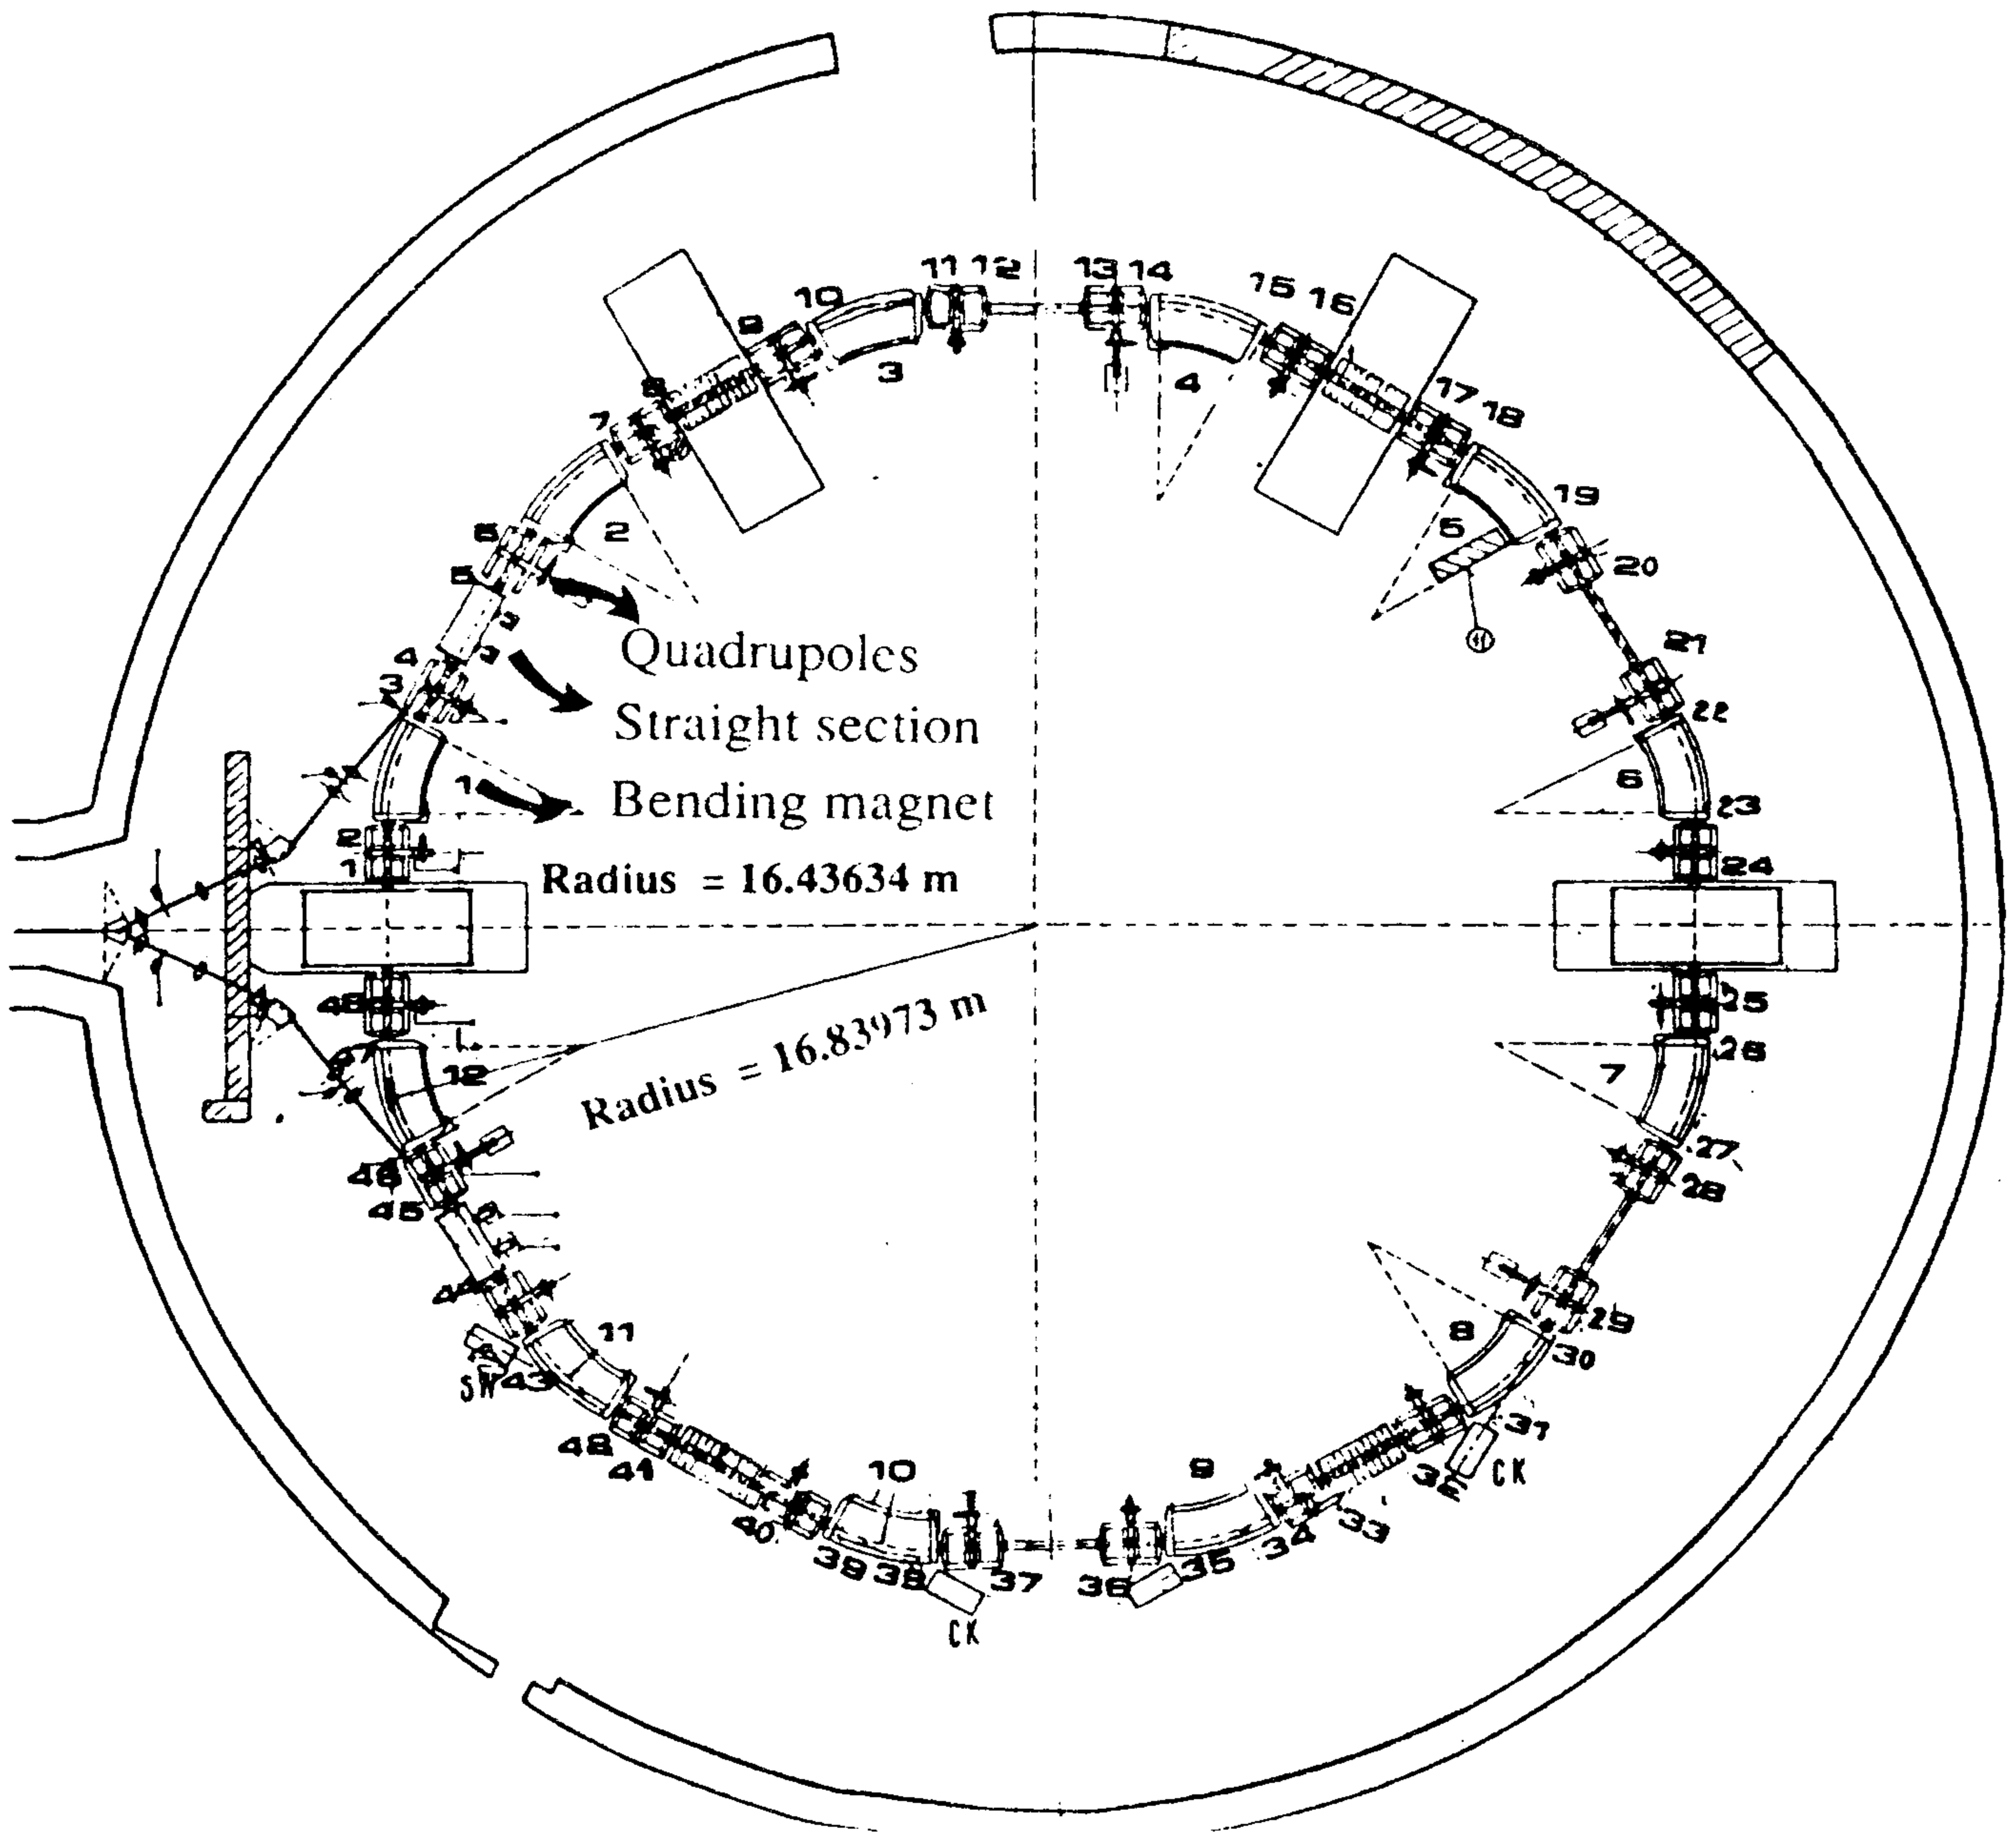 11 12 13 14
10 15 16
9
3 4 17 18
8
7 19
2 5
6 20
5
Quadrupoles
21
4
3 22
Straight section
1 6
Bending magnet 23
2
1 24
Radius = 16.43634 m
48 25
Radius = 16.83973 m
26
12 7
27
46 28
45
44
11 8 29
30
SW 43
31
42 10 9
41 32 CK
40 33
39 38 37 36 35 34
CK